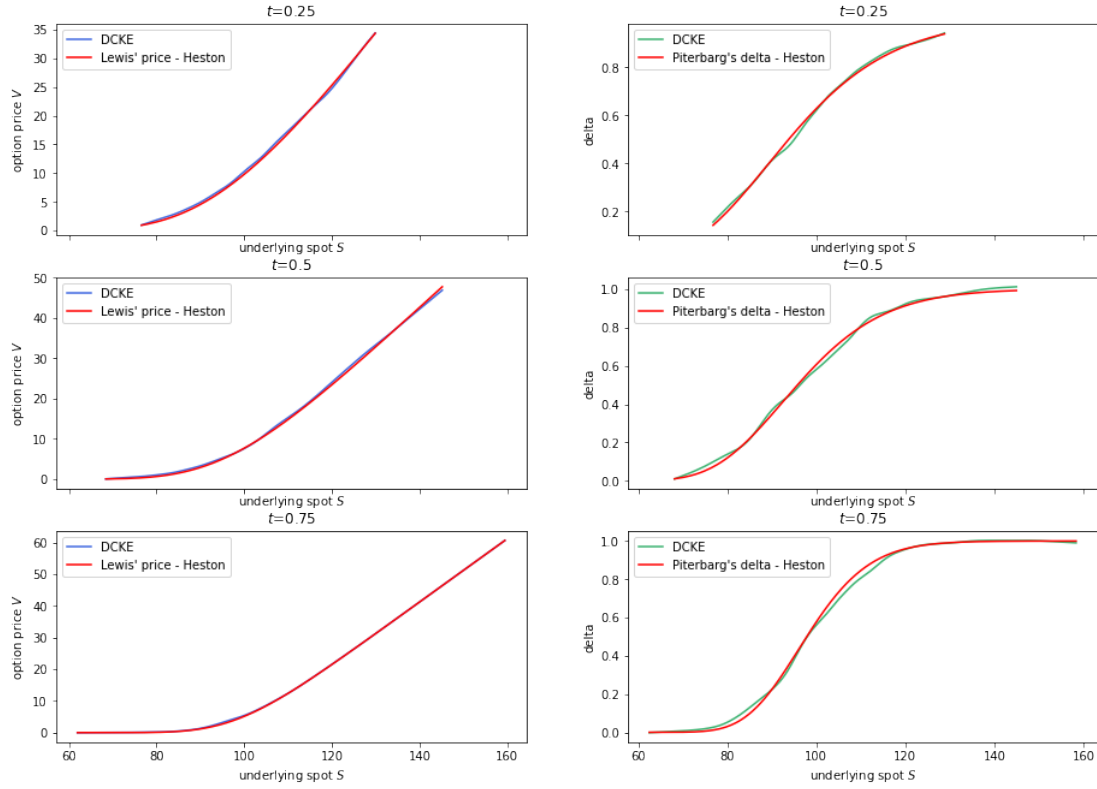 t=0.25
35
30
25
20
15
10
5
0
option price V
DCKE
Lewis' price - Heston
60
80
100
120
140
160
underlying spot S
t=0.25
0.8
0.6
0.4
0.2
delta
DCKE
Piterbarg's delta - Heston
underlying spot S
t=0.5
50
40
30
20
10
0
option price V
DCKE
Lewis' price - Heston
underlying spot S
t=0.5
1.0
0.8
0.6
0.4
0.2
0.0
delta
DCKE
Piterbarg's delta - Heston
underlying spot S
t=0.75
60
50
40
30
20
10
0
option price V
DCKE
Lewis' price - Heston
60
80
100
120
140
160
underlying spot S
t=0.75
1.0
0.8
0.6
0.4
0.2
0.0
delta
DCKE
Piterbarg's delta - Heston
60
80
100
120
140
160
underlying spot S